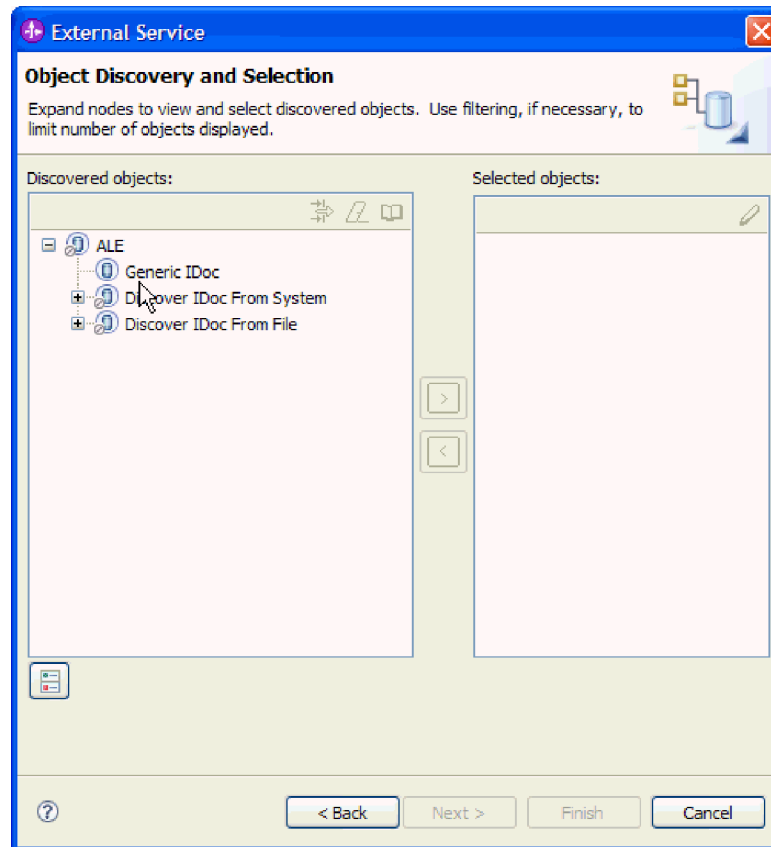 External Service
Object Discovery and Selection
Expand nodes to view and select discovered objects. Use filtering, if necessary, to
limit number of objects displayed.
Discovered objects:
Selected objects:
ALE
Generic IDoc
Discover IDoc From System
Discover IDoc From File
>
<
?
< Back
Next >
Finish
Cancel